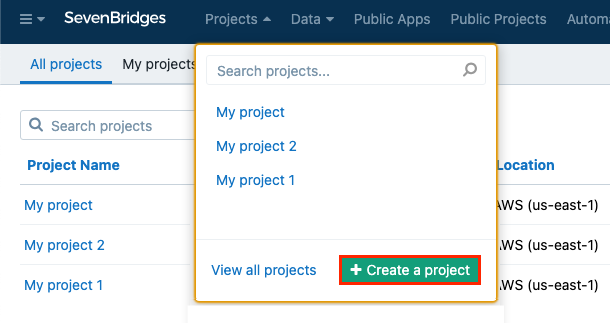 SevenBridges
Projects
Data
Public Apps
Public Projects
Automa
All projects
My projects
Search projects...
My project
My project 2
My project 1
View all projects
+ Create a project
Search projects
Project Name
Location
My project
AWS (us-east-1)
My project 2
AWS (us-east-1)
My project 1
AWS (us-east-1)